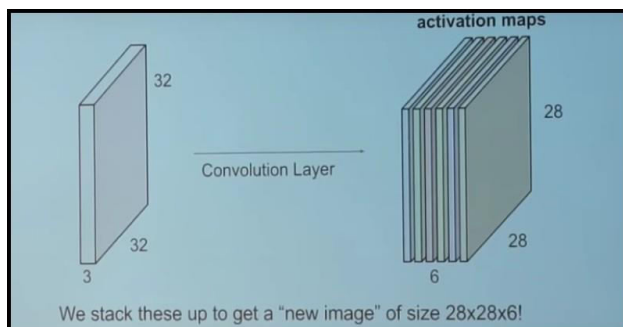 activation maps
32
28
Convolution Layer
32
28
3
6
We stack these up to get a “new image” of size 28x28x6!